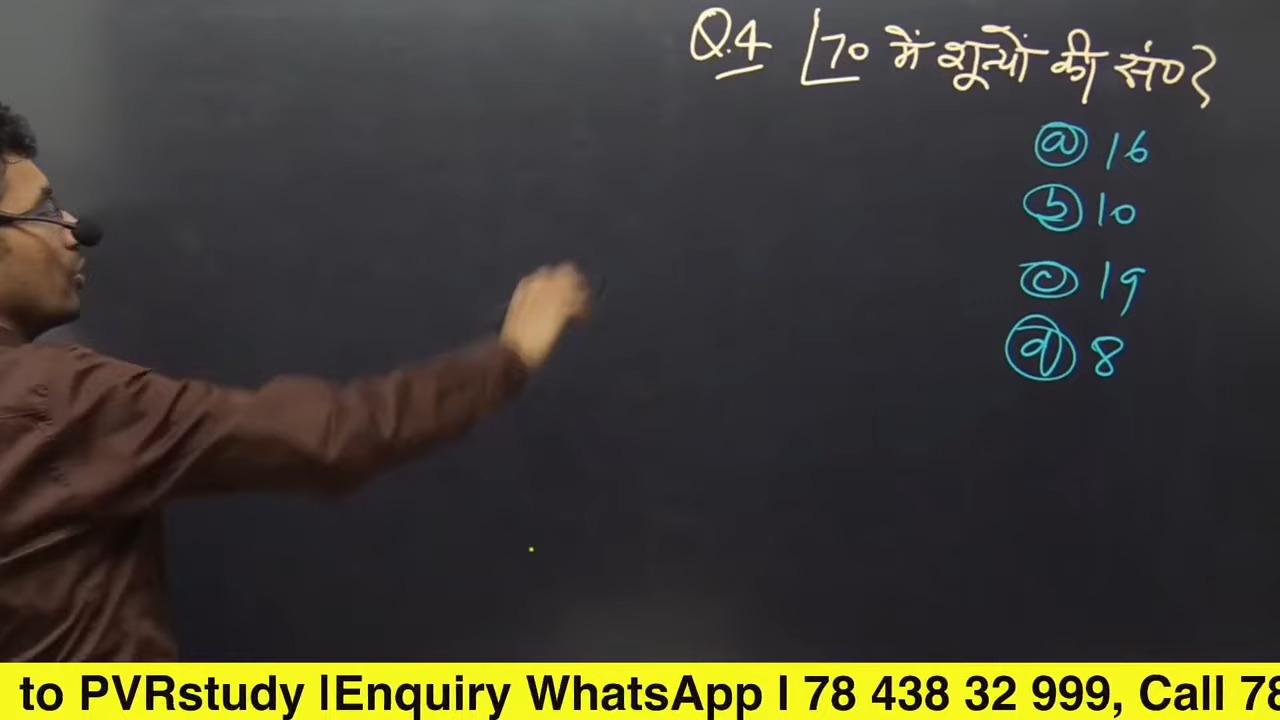 Q.4 |70 में शून्यों की सं०?
(a) 16
(b) 10
(c) 19
(d) 8
to PVRstudy |Enquiry WhatsApp I 78 438 32 999, Call 78